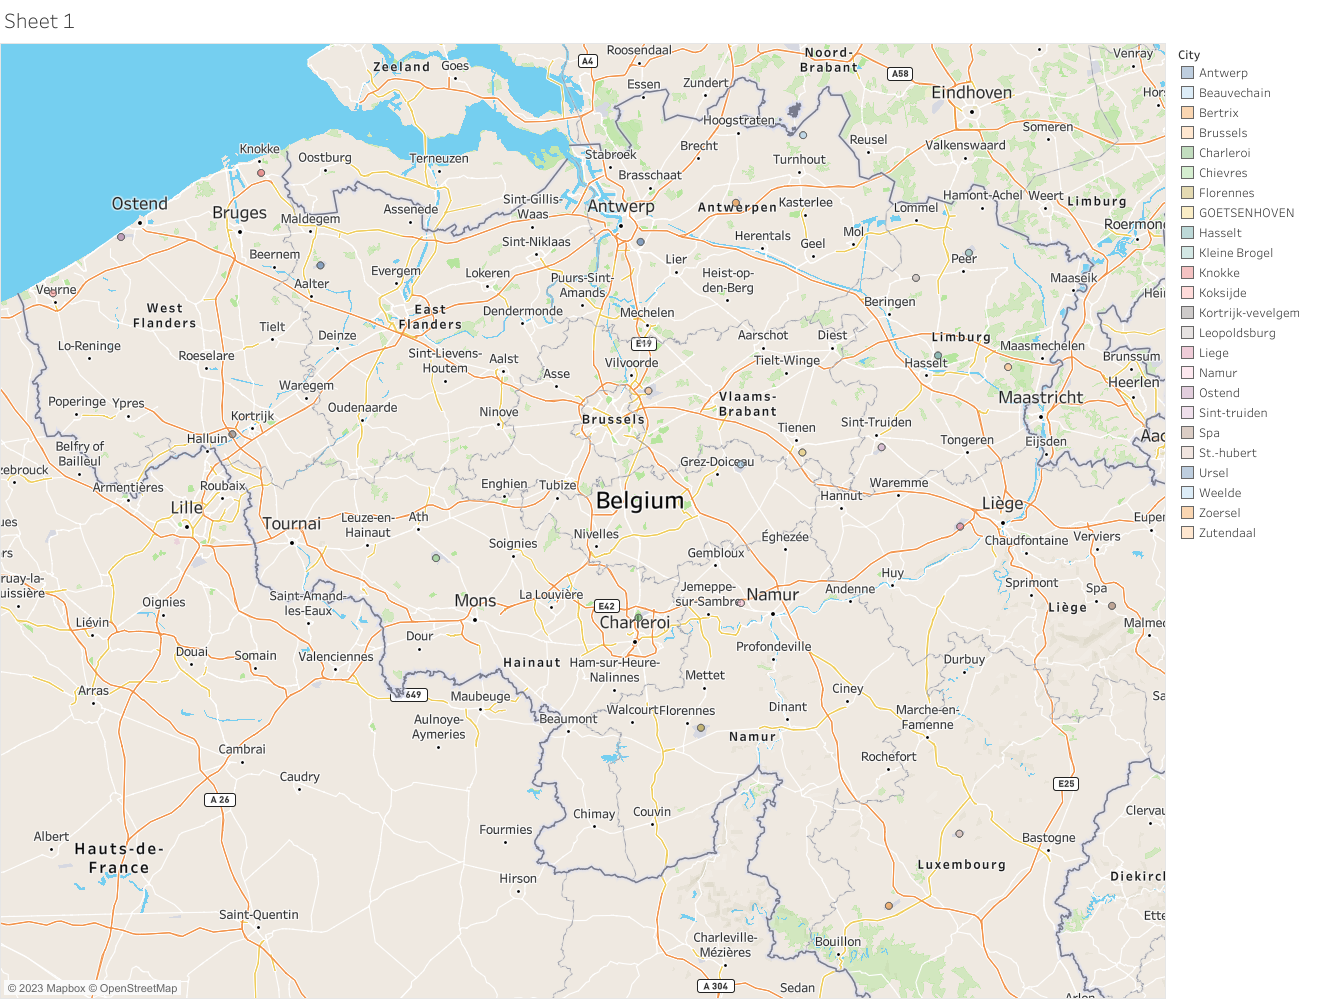 Sheet 1
City
Antwerp
Beauvechain
Bertrix
Brussels
Charleroi
Chievres
Florennes
GOETSENHOVEN
Hasselt
Kleine Brogel
Knokke
Koksijde
Kortrijk-vevelgem
Leopoldsburg
Liege
Namur
Ostend
Sint-truiden
Spa
St.-hubert
Ursel
Weelde
Zoersel
Zutendaal
Roosendaal
Noord-
Brabant
Venray
Zeeland
Goes
A4
A58
Essen
Zundert
Eindhoven
Hors
Hoogstraten
Someren
Knokke
Oostburg
Terneuzen
Stabroek
Brecht
Turnhout
Reusel
Valkenswaard
Brasschaat
Ostend
Bruges
Maldegem
Assenede
Sint-Gillis-
Waas
Antwerp
Antwerpen
Kasterlee
Lommel
Hamont-Achel
Weert
Limburg
Roermond
Beernem
Sint-Niklaas
Lier
Herentals
Geel
Mol
Peer
Maaseik
Aalter
Evergem
Lokeren
Puurs-Sint-
Amands
Heist-op-
den-Berg
Veurne
West
Flanders
East
Flanders
Dendermonde
Mechelen
Beringen
Hei
Tielt
Deinze
E19
Aarschot
Diest
Limburg
Maasmechelen
Lo-Reninge
Roeselare
Sint-Lievens-
Houtem
Aalst
Asse
Vilvoorde
Tielt-Winge
Hasselt
Brunssum
Heerlen
Waregem
Maastricht
Poperinge
Ypres
Kortrijk
Oudenaarde
Ninove
Brussels
Vlaams-
Brabant
Tienen
Sint-Truiden
Tongeren
Eijsden
Aac
Halluin
Belfry of
Bailleul
zebrouck
Grez-Doiceau
Armentières
Roubaix
Enghien
Tubize
Belgium
Hannut
Waremme
Liège
Lille
Tournai
Leuze-en-
Hainaut
Ath
Nivelles
Éghezée
Eupen
ues
Soignies
Gembloux
Chaudfontaine
Verviers
rs
ruay-la-
uissière
Saint-Amand-
les-Eaux
Mons
La Louvière
E42
Jemeppe-
sur-Sambre
Namur
Andenne
Huy
Sprimont
Spa
Liège
Oignies
Liévin
Charleroi
Malmed
Douai
Somain
Valenciennes
Dour
Hainaut
Ham-sur-Heure-
Nalinnes
Profondeville
Durbuy
Arras
649
Maubeuge
Mettet
Ciney
Sa
Aulnoye-
Aymeries
Beaumont
Walcourt
Florennes
Dinant
Marche-en-
Famenne
Cambrai
Namur
Rochefort
Caudry
E25
A 26
Albert
Fourmies
Chimay
Couvin
Clervau
Hauts-de-
France
Bastogne
Hirson
Luxembourg
Diekircl
Saint-Quentin
Ette
Charleville-
Mézières
Bouillon
A 304
Sedan
Arlon
© 2023 Mapbox © OpenStreetMap